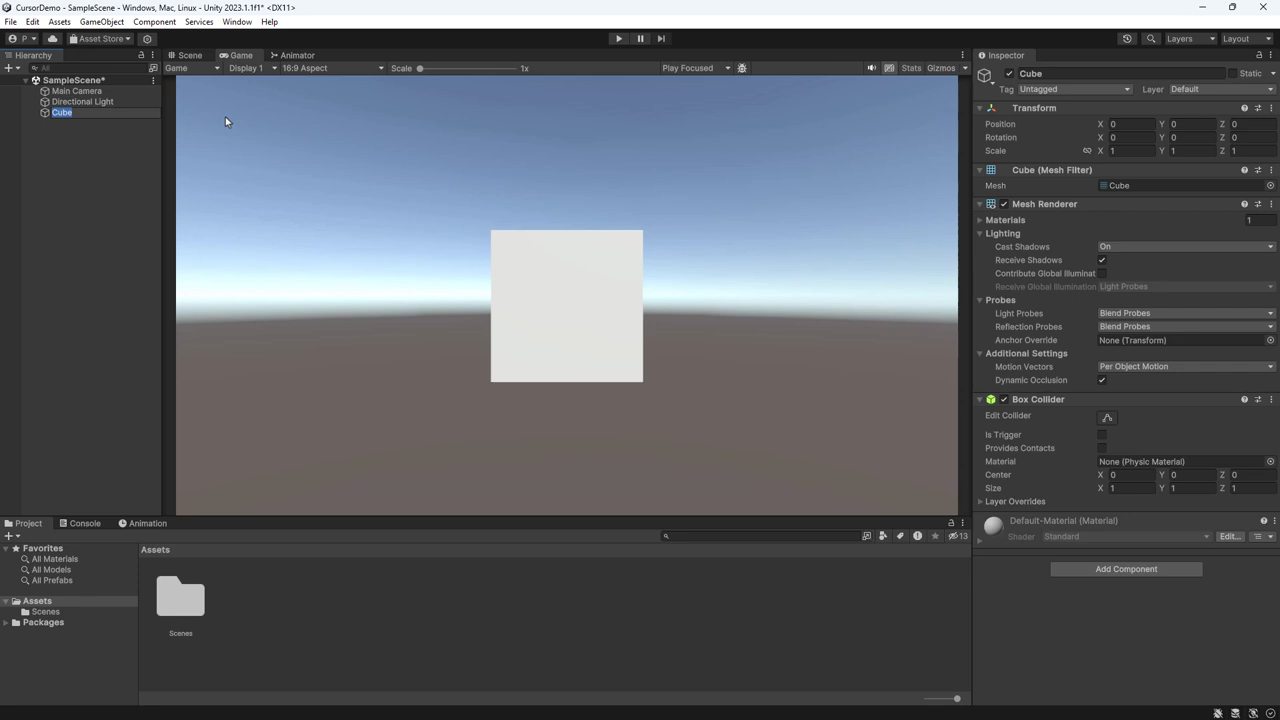 CursorDemo - SampleScene - Windows, Mac, Linux - Unity 2023.1.1f1* <DX11>
File Edit Assets GameObject Component Services Window Help
P Asset Store Layers Layout
Hierarchy
All
SampleScene*
Main Camera
Directional Light
Cube
Scene Game Animator
Game Display 1 16:9 Aspect Scale 1x Play Focused Stats Gizmos
Inspector
Cube Static
Tag Untagged Layer Default
Transform
Position X 0 Y 0 Z 0
Rotation X 0 Y 0 Z 0
Scale X 1 Y 1 Z 1
Cube (Mesh Filter)
Mesh Cube
Mesh Renderer
Materials 1
Lighting
Cast Shadows On
Receive Shadows
Contribute Global Illuminat
Receive Global Illumination Light Probes
Probes
Light Probes Blend Probes
Reflection Probes Blend Probes
Anchor Override None (Transform)
Additional Settings
Motion Vectors Per Object Motion
Dynamic Occlusion
Box Collider
Edit Collider
Is Trigger
Provides Contacts
Material None (Physic Material)
Center X 0 Y 0 Z 0
Size X 1 Y 1 Z 1
Layer Overrides
Default-Material (Material)
Shader Standard Edit...
Add Component
Project Console Animation
13
Favorites
All Materials
All Models
All Prefabs
Assets
Scenes
Packages
Assets
Scenes